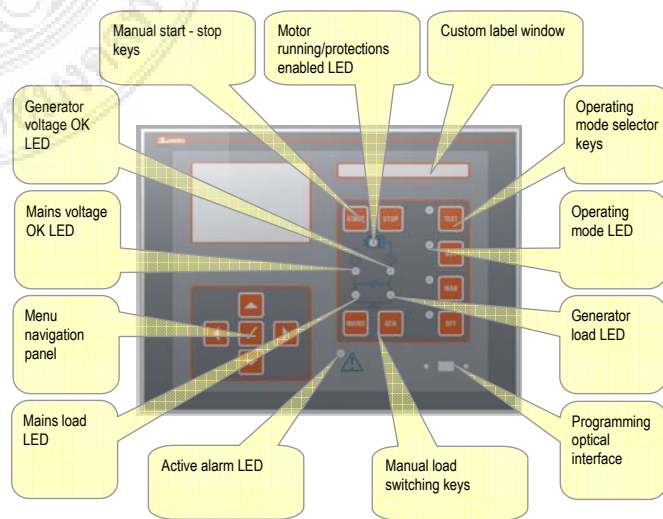 Manual start - stop
keys
Motor
running/protections
enabled LED
Custom label window
Generator
voltage OK
LED
Operating
mode selector
keys
Mains voltage
OK LED
Operating
mode LED
START STOP TEST
MAN
MAINS GEN OFF
Menu
navigation
panel
Generator
load LED
Mains load
LED
Active alarm LED
Manual load
switching keys
Programming
optical
interface